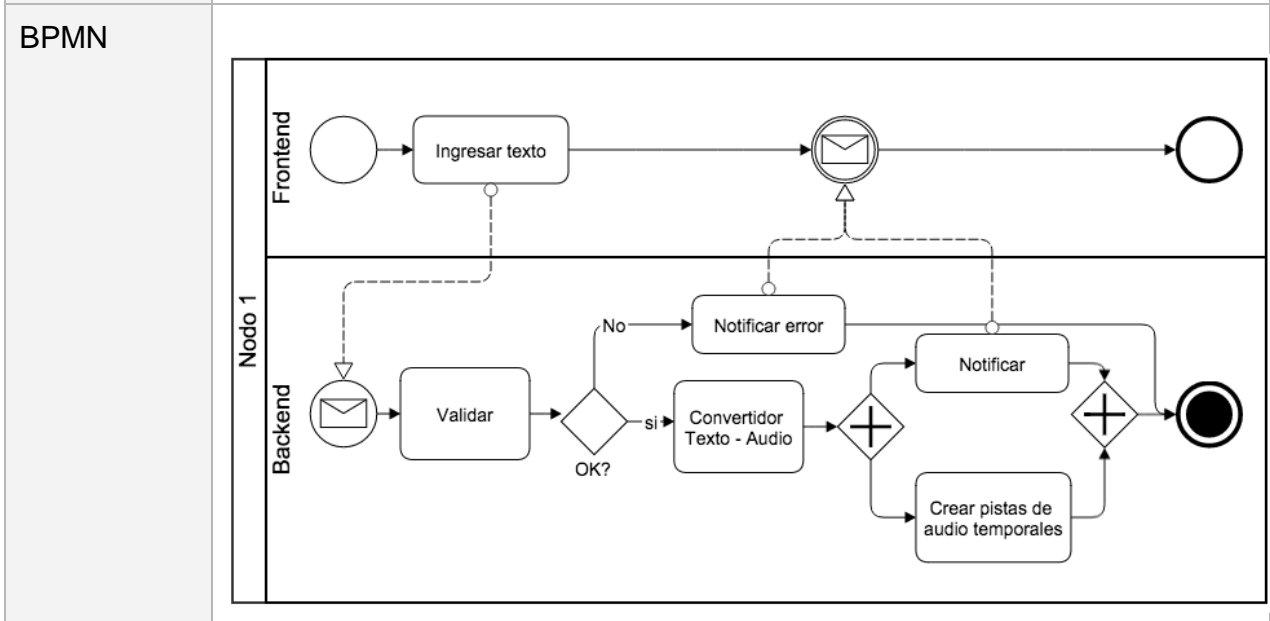 BPMN
Nodo 1
Frontend
Ingresar texto
Backend
Validar
OK?
No
Notificar error
si
Convertidor
Texto - Audio
Notificar
Crear pistas de
audio temporales